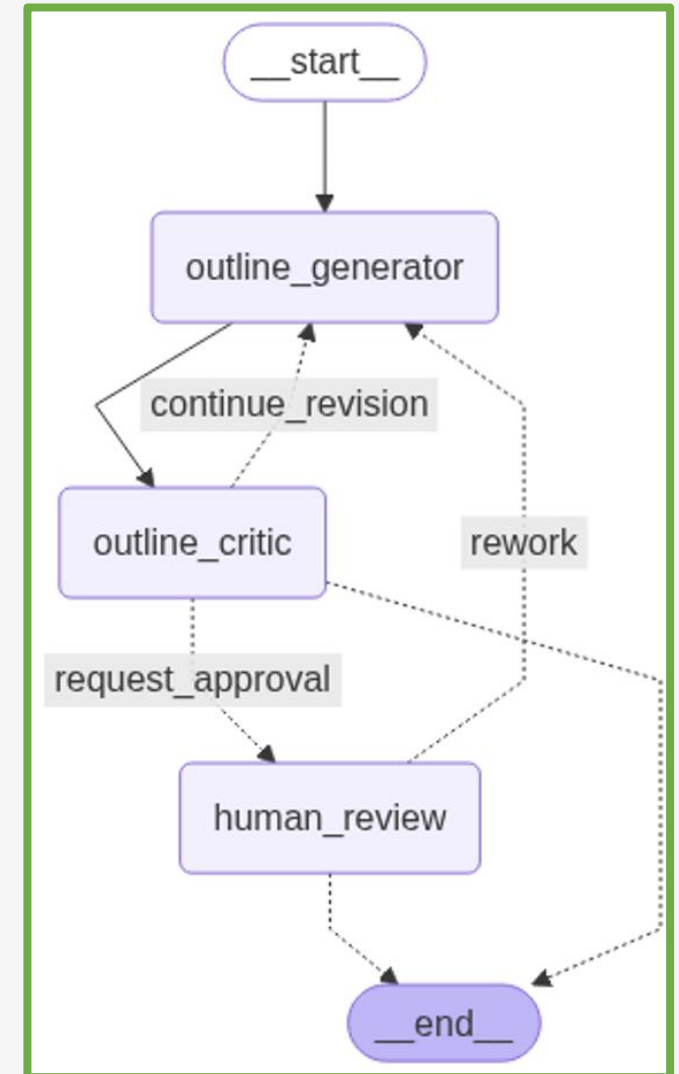 __start__
outline_generator
continue_revision
outline_critic
rework
request_approval
human_review
__end__